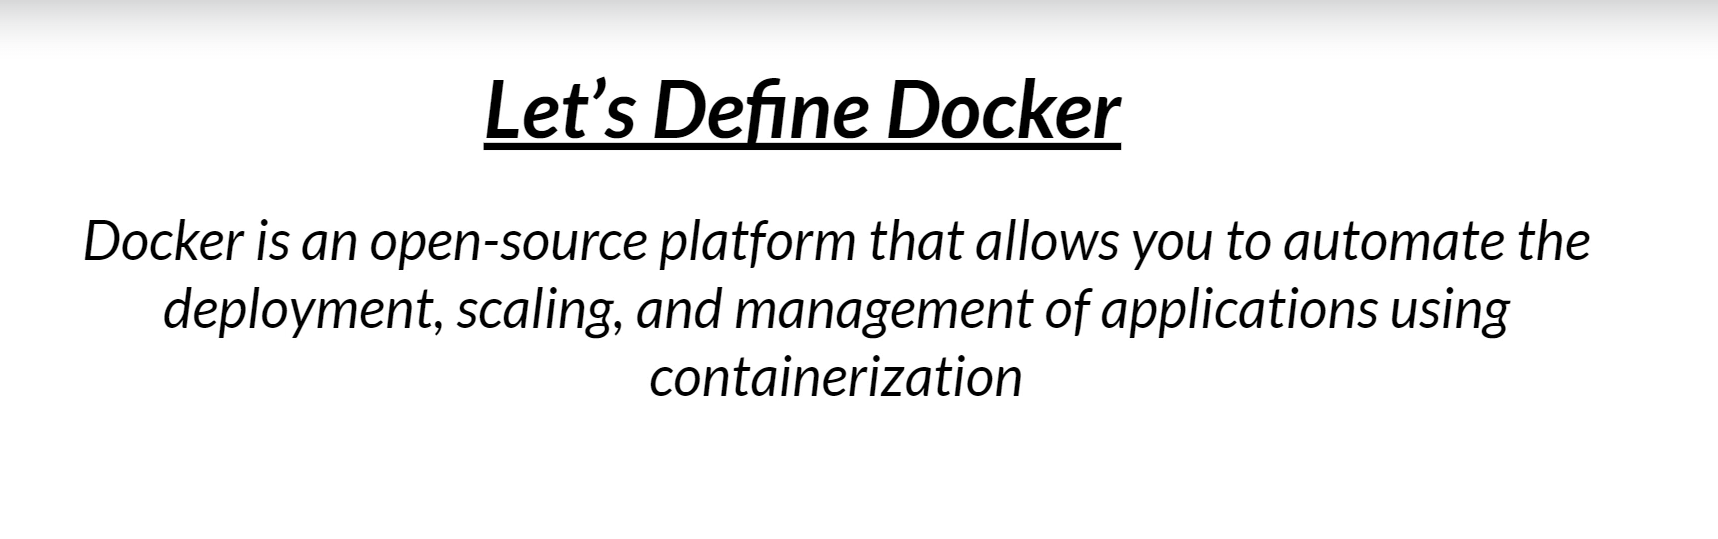 Let’s Define Docker
Docker is an open-source platform that allows you to automate the
deployment, scaling, and management of applications using
containerization